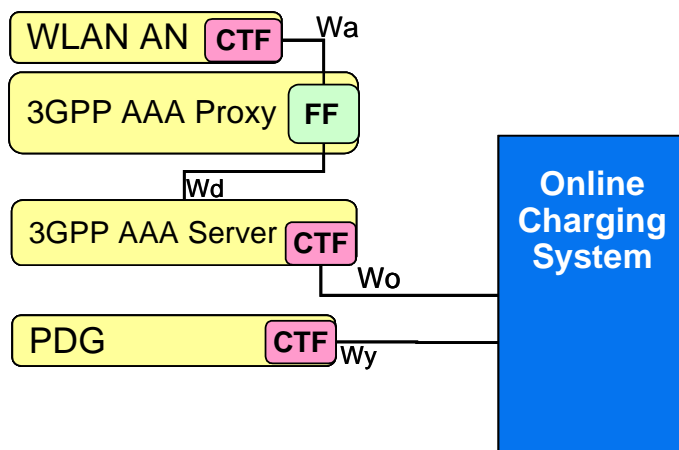 WLAN AN
CTF
Wa
3GPP AAA Proxy
FF
Wd
3GPP AAA Server
CTF
Wo
PDG
CTF
Wy
Online
Charging
System